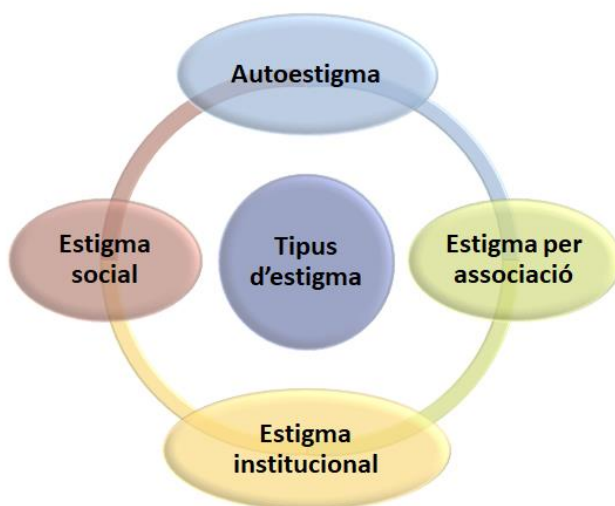 Autoestigma
Estigma
social
Tipus
d'estigma
Estigma per
associació
Estigma
institucional